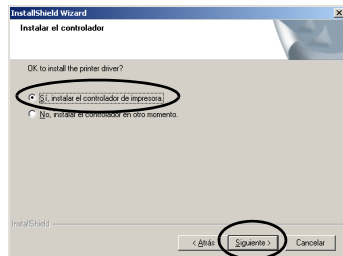 InstallShield Wizard
Instalar el controlador
OK to install the printer driver?
Sí, instalar el controlador de impresora.
No, instalar el controlador en otro momento.
InstallShield
< Atrás Siguiente > Cancelar